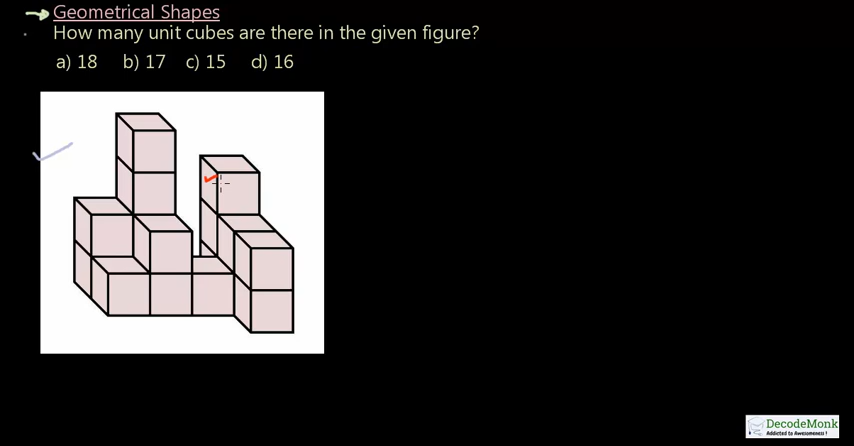 Geometrical Shapes
How many unit cubes are there in the given figure?
a) 18 b) 17 c) 15 d) 16
DecodeMonk
Addicted to Awesomeness !